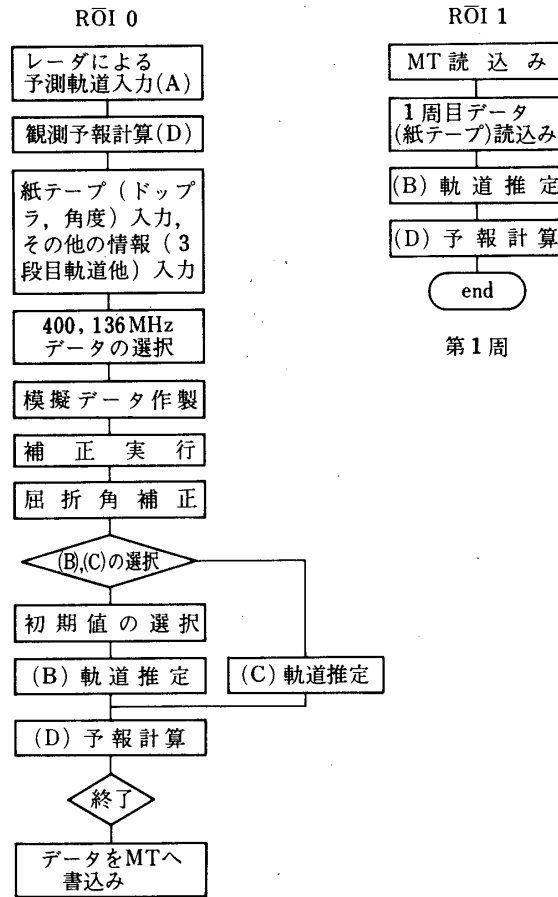 RŌI 0
レーダによる
予測軌道入力(A)
観測予報計算(D)
紙テープ(ドップ
ラ,角度)入力,
その他の情報(3
段目軌道他)入力
400,136MHz
データの選択
模擬データ作製
補正実行
屈折角補正
(B),(C)の選択
初期値の選択
(B)軌道推定
(C)軌道推定
(D)予報計算
終了
データをMTへ
書込み
RŌI 1
MT読込み
1周目データ
(紙テープ)読込み
(B)軌道推定
(D)予報計算
end
第1周